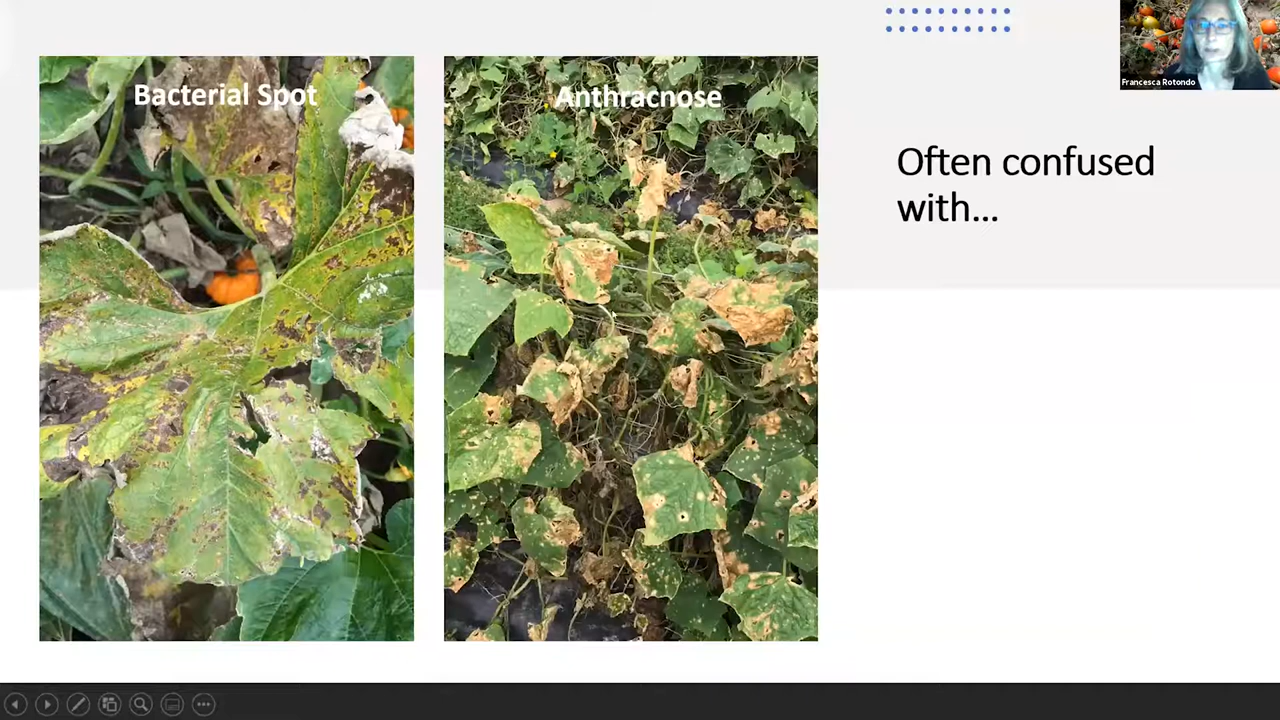 Bacterial Spot
Anthracnose
Often confused
with...
Francesca Rotondo